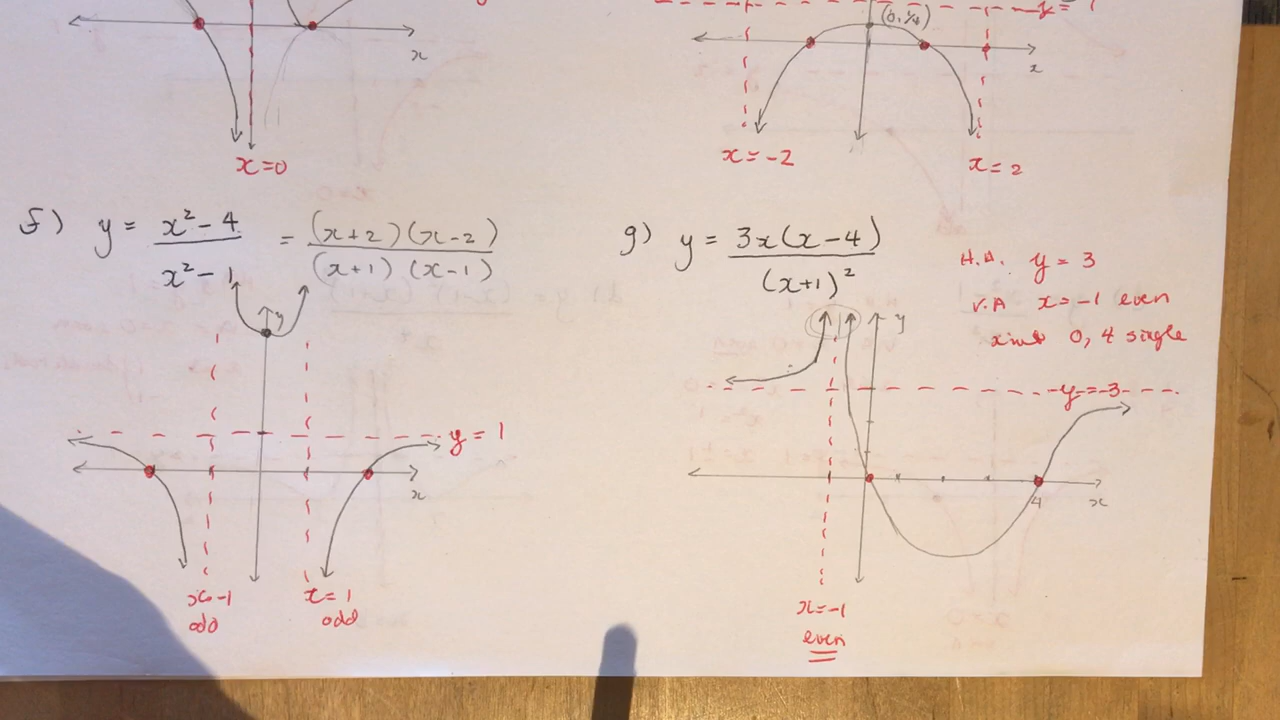 x
x=0
y= 1
(0,¼)
x
x=-2
x=2
f) y = x² - 4 / x² - 1 = (x+2)(x-2) / (x+1)(x-1)
y
y = 1
x
x=-1
odd
x=1
odd
g) y = 3x(x-4) / (x+1)²
H.A. y = 3
V.A x=-1 even
xints 0, 4 single
y
y=3
4
x
x=-1
even